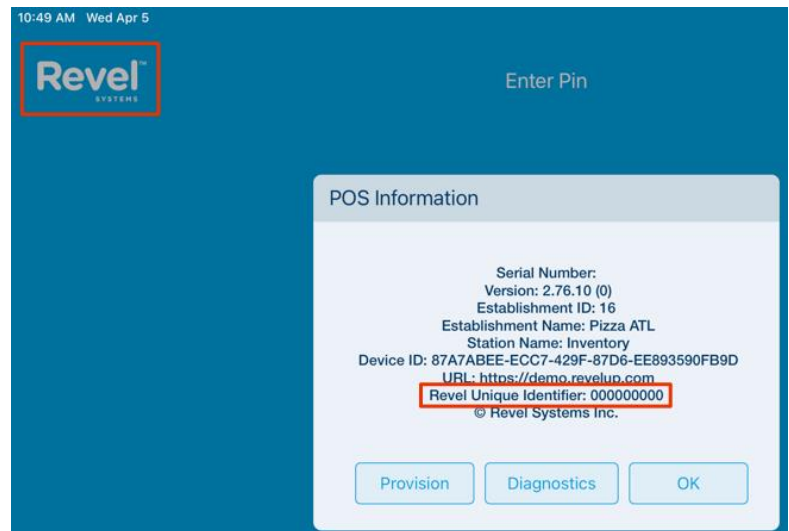 10:49 AM Wed Apr 5
Revel™
SYSTEMS
Enter Pin
POS Information
Serial Number:
Version: 2.76.10 (0)
Establishment ID: 16
Establishment Name: Pizza ATL
Station Name: Inventory
Device ID: 87A7ABEE-ECC7-429F-87D6-EE893590FB9D
URL: https://demo.revelup.com
Revel Unique Identifier: 000000000
© Revel Systems Inc.
Provision Diagnostics OK